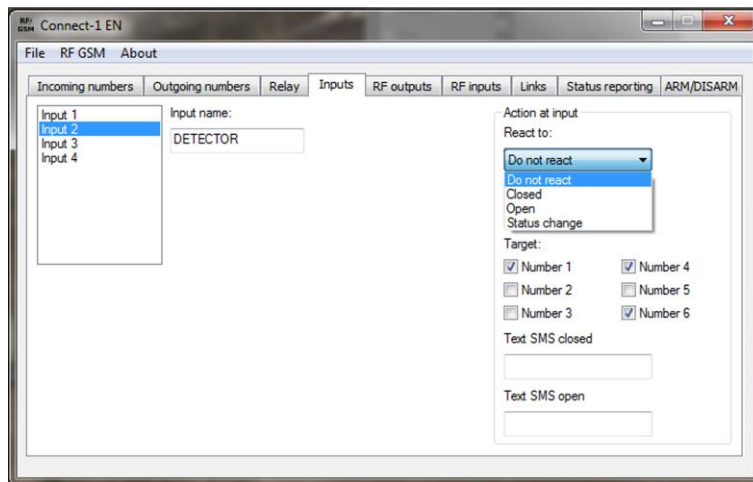 RF/
GSM Connect-1 EN
File RF GSM About
Incoming numbers Outgoing numbers Relay Inputs RF outputs RF inputs Links Status reporting ARM/DISARM
Input 1
Input 2
Input 3
Input 4
Input name:
DETECTOR
Action at input
React to:
Do not react
Do not react
Closed
Open
Status change
Target:
Number 1 Number 4
Number 2 Number 5
Number 3 Number 6
Text SMS closed
Text SMS open